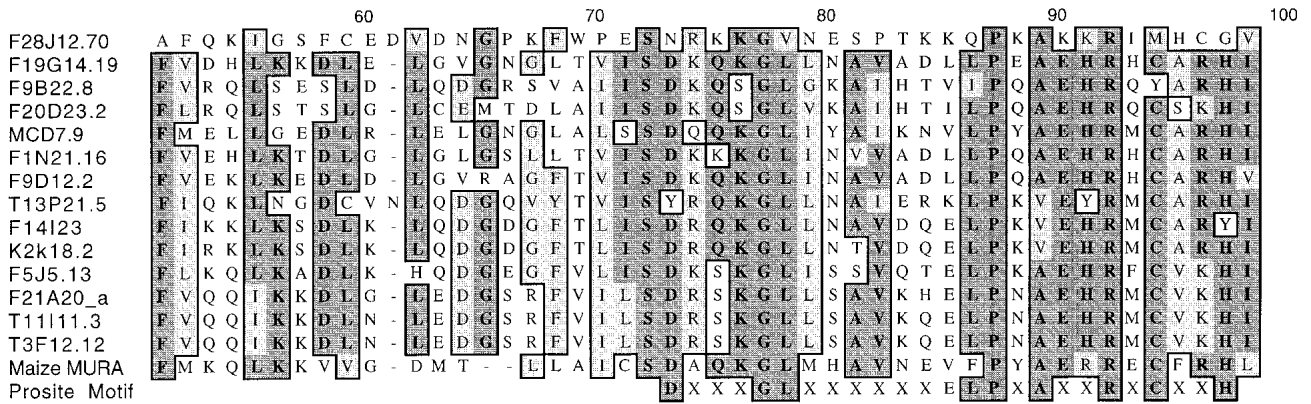 60 70 80 90 100
F28J12.70 A F Q K I G S F C E D V D N G P K F W P E S N R K K G V N E S P T K K Q P K A K K R I M H C G V
F19G14.19 F V D H L K K D L E - L G V G N G L T V I S D K Q K G L L N A V A D L L P E A E H R H C A R H I
F9B22.8 F V R Q L S E S L D - L Q D G R S V A I I S D K Q S G L G K A I H T V I P Q A E H R Q Y A R H I
F20D23.2 F L R Q L S T S L G - L C E M T D L A I I S D K Q S G L V K A I H T I L P Q A E H R Q C S K H I
MCD7.9 F M E L L G E D L R - L E L G N G L A L S S D Q Q K G L I Y A I K N V L P Y A E H R M C A R H I
F1N21.16 F V E H L K T D L G - L G L G S L L T V I S D K K K G L I N V V A D L L P Q A E H R H C A R H I
F9D12.2 F V E K L K E D L D - L G V R A G F T V I S D K Q K G L I N A V A D L L P Q A E H R H C A R H V
T13P21.5 F I Q K L N G D C V N L Q D G Q V Y T V I S Y R Q K G L L N A I E R K L P K V E Y R M C A R H I
F14I23 F I K K L K S D L K - L Q D G D G F T L I S D R Q K G L L N A V D Q E L P K V E H R M C A R Y I
K2k18.2 F I R K L K S D L K - L Q D G D G F T L I S D R Q K G L L N T V D Q E L P K V E H R M C A R H I
F5J5.13 F L K Q L K A D L K - H Q D G E G F V L I S D K S K G L I S S V Q T E L P K A E H R F C V K H I
F21A20_a F V Q Q I K K D L G - L E D G S R F V I L S D R S K G L L S A V K H E L P N A E H R M C V K H I
T11I11.3 F V Q Q I K K D L N - L E D G S R F V I L S D R S K G L L S A V K Q E L P N A E H R M C V K H I
T3F12.12 F V Q Q I K K D L N - L E D G S R F V I L S D R S K G L L S A V K Q E L P N A E H R M C V K H I
Maize MURA F M K Q L K K V V G - D M T - - L L A I C S D A Q K G L M H A V N E V F P Y A E R R E C F R H L
Prosite Motif D X X X G L X X X X X X E L P X A X X R X C X X H